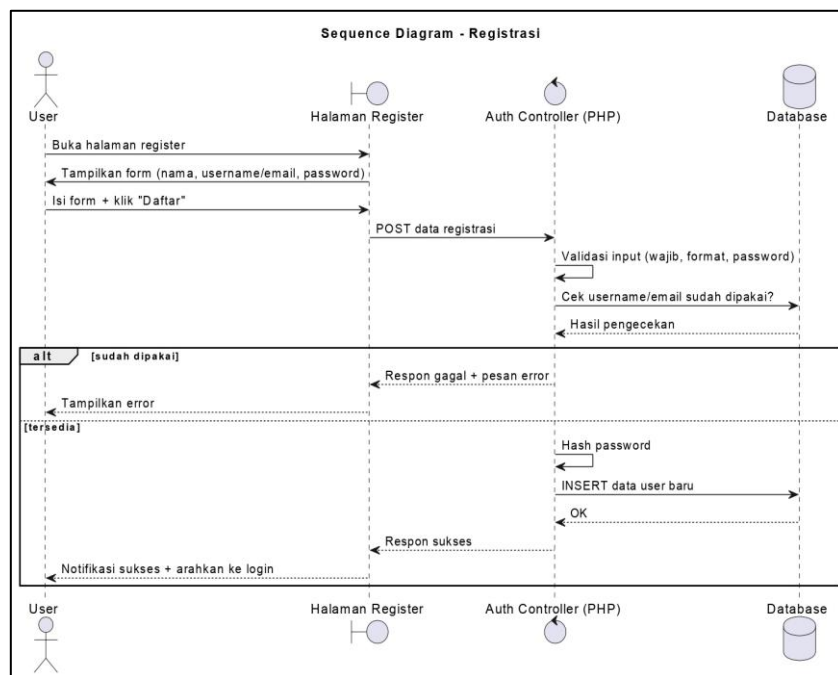 Sequence Diagram - Registrasi
User
Halaman Register
Auth Controller (PHP)
Database
Buka halaman register
Tampilkan form (nama, username/email, password)
Isi form + klik "Daftar"
POST data registrasi
Validasi input (wajib, format, password)
Cek username/email sudah dipakai?
Hasil pengecekan
alt
[sudah dipakai]
Respon gagal + pesan error
Tampilkan error
[tersedia]
Hash password
INSERT data user baru
OK
Respon sukses
Notifikasi sukses + arahkan ke login
User
Halaman Register
Auth Controller (PHP)
Database